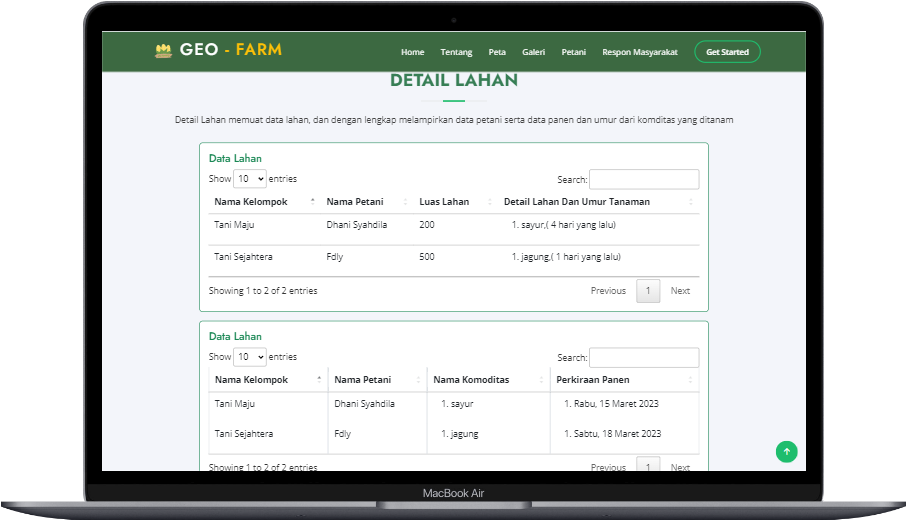 GEO - FARM
Home Tentang Peta Galeri Petani Respon Masyarakat Get Started
DETAIL LAHAN
Detail Lahan memuat data lahan, dan dengan lengkap melampirkan data petani serta data panen dan umur dari komditas yang ditanam
Data Lahan
Show 10 entries Search:
Nama Kelompok Nama Petani Luas Lahan Detail Lahan Dan Umur Tanaman
Tani Maju Dhani Syahdila 200 1. sayur,( 4 hari yang lalu)
Tani Sejahtera Fdly 500 1. jagung,( 1 hari yang lalu)
Showing 1 to 2 of 2 entries Previous 1 Next
Data Lahan
Show 10 entries Search:
Nama Kelompok Nama Petani Nama Komoditas Perkiraan Panen
Tani Maju Dhani Syahdila 1. sayur 1. Rabu, 15 Maret 2023
Tani Sejahtera Fdly 1. jagung 1. Sabtu, 18 Maret 2023
Showing 1 to 2 of 2 entries Previous 1 Next
MacBook Air